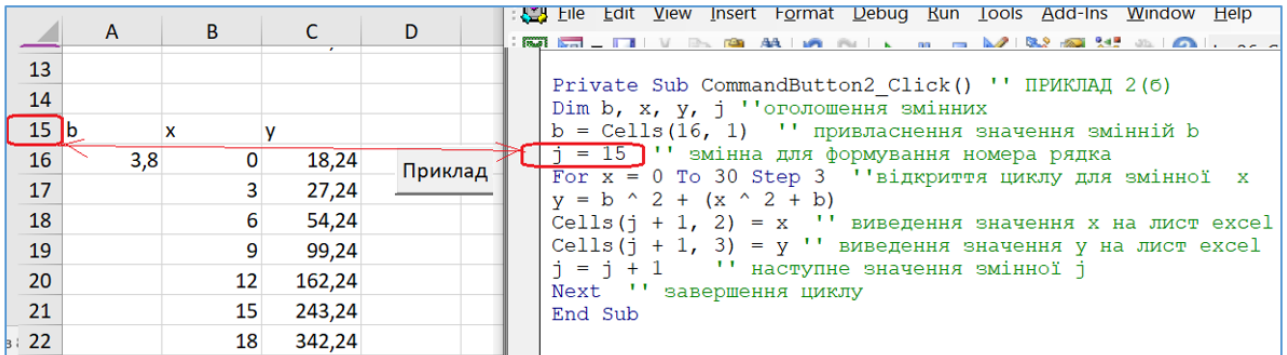 A B C D
13
14
15 b x y
16 3,8 0 18,24
17 3 27,24
18 6 54,24
19 9 99,24
20 12 162,24
21 15 243,24
22 18 342,24
Приклад
File Edit View Insert Format Debug Run Tools Add-Ins Window Help
Private Sub CommandButton2_Click() '' ПРИКЛАД 2(б)
Dim b, x, y, j ''оголошення змінних
b = Cells(16, 1) '' привласнення значення змінній b
j = 15 '' змінна для формування номера рядка
For x = 0 To 30 Step 3 ''відкриття циклу для змінної x
y = b ^ 2 + (x ^ 2 + b)
Cells(j + 1, 2) = x '' виведення значення x на лист excel
Cells(j + 1, 3) = y '' виведення значення y на лист excel
j = j + 1 '' наступне значення змінної j
Next '' завершення циклу
End Sub